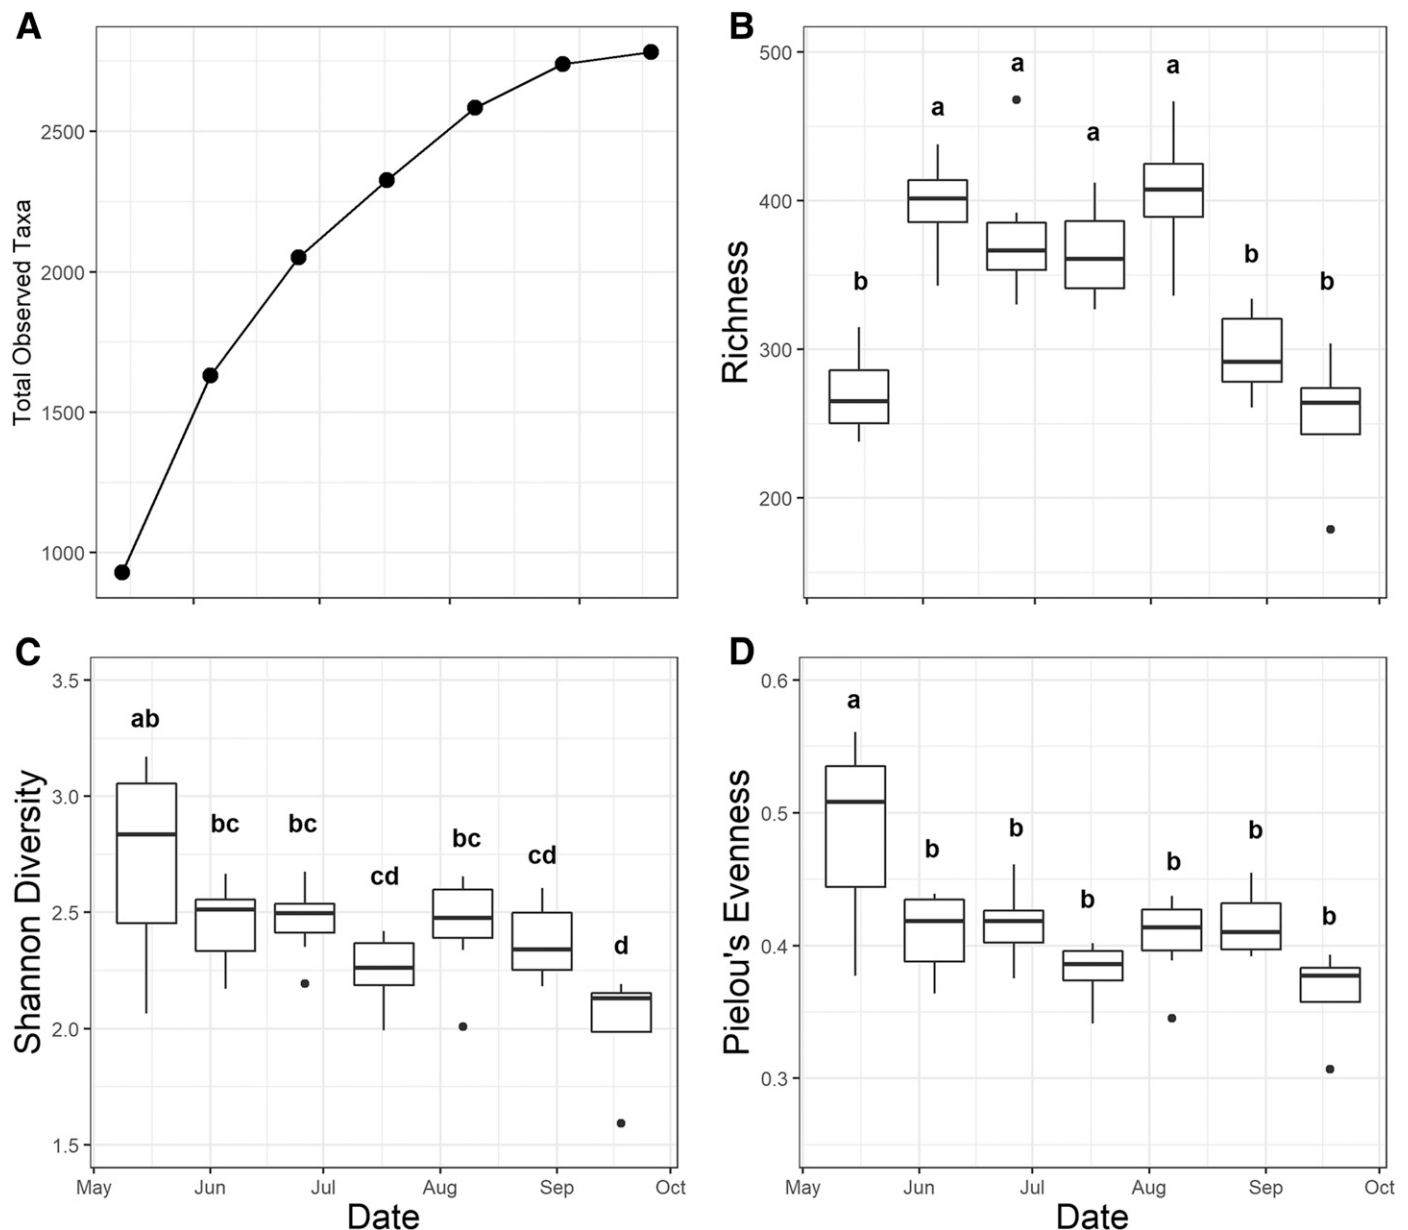 A
Total Observed Taxa
2500
2000
1500
1000
B
Richness
500
400
300
200
b
a
a
a
a
b
b
C
Shannon Diversity
3.5
3.0
2.5
2.0
1.5
ab
bc
bc
cd
bc
cd
d
May Jun Jul Aug Sep Oct
Date
D
Pielou's Evenness
0.6
0.5
0.4
0.3
a
b
b
b
b
b
b
May Jun Jul Aug Sep Oct
Date